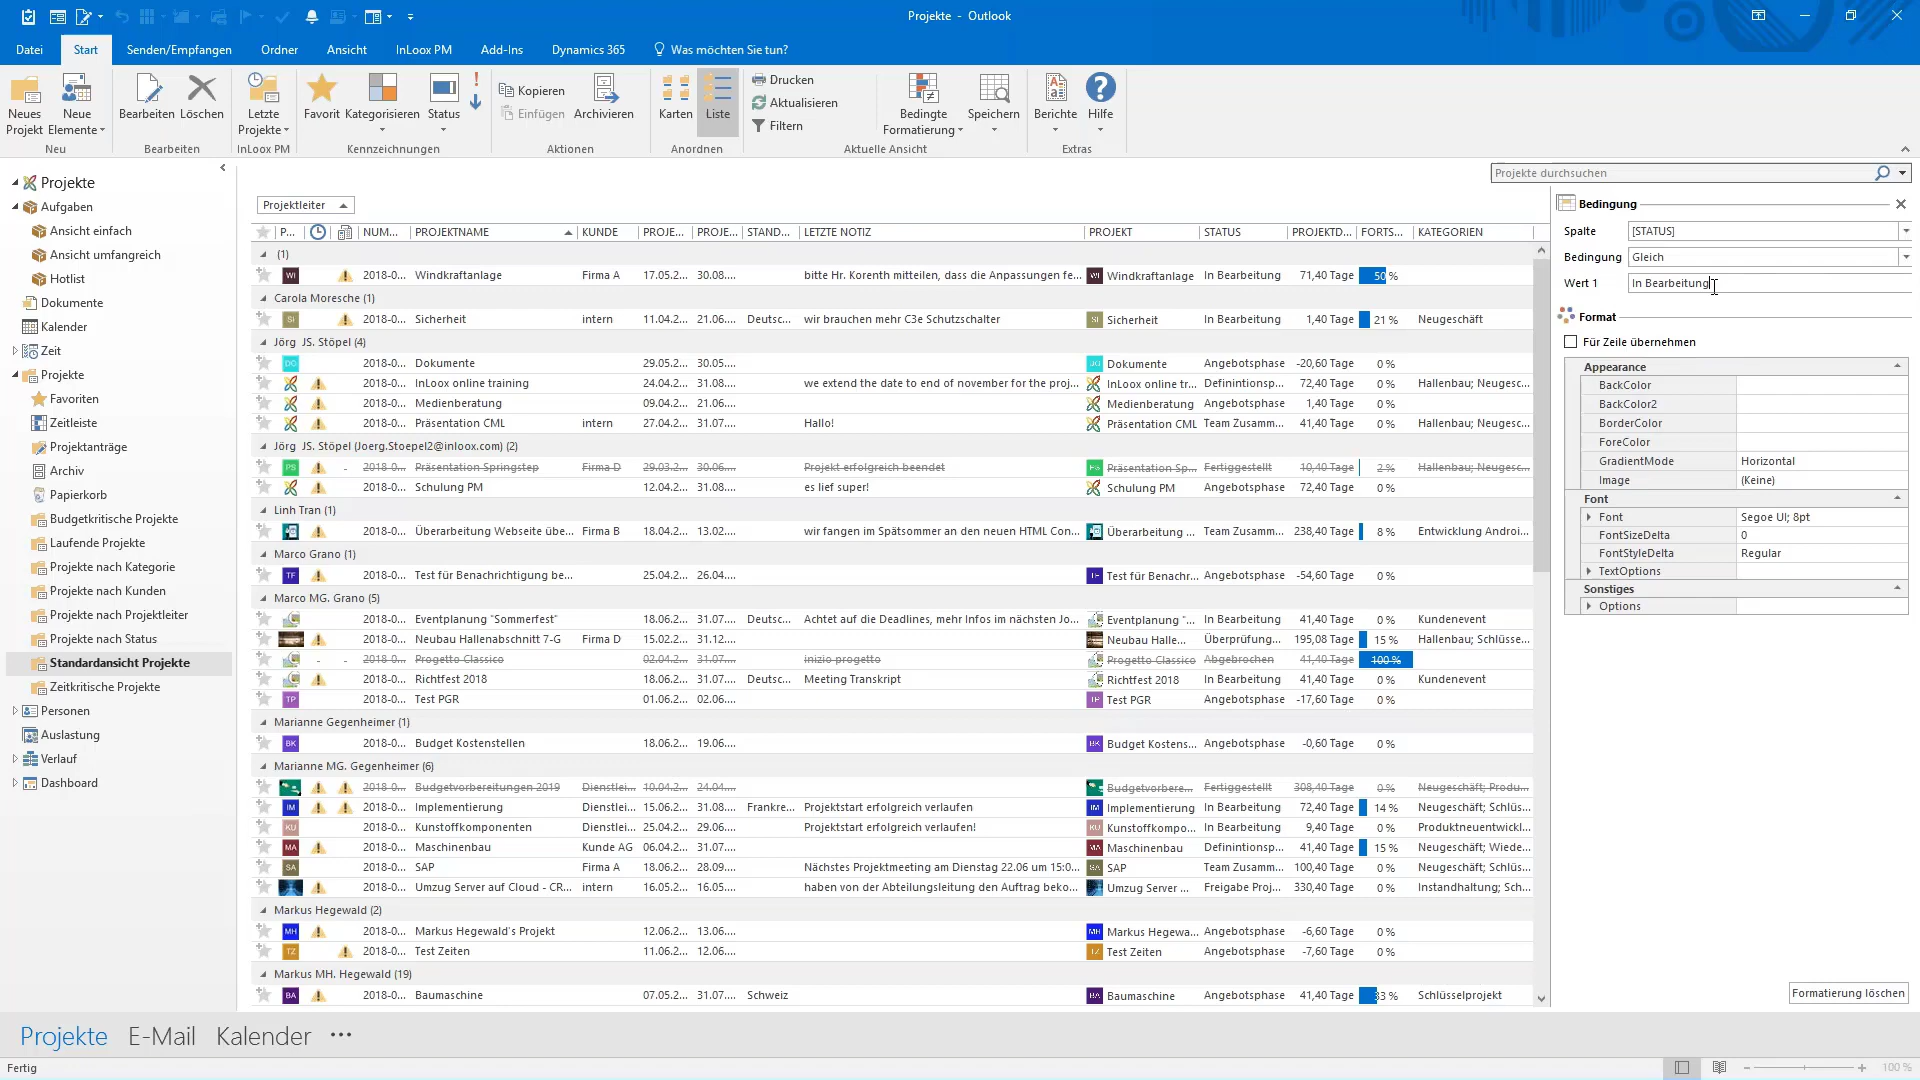 Projekte - Outlook
Datei Start Senden/Empfangen Ordner Ansicht InLoox PM Add-Ins Dynamics 365 Was möchten Sie tun?
Neues Projekt Neue Elemente Bearbeiten Löschen Letzte Projekte Favorit Kategorisieren Status Kopieren Einfügen Archivieren Karten Liste Drucken Aktualisieren Filtern Bedingte Formatierung Speichern Berichte Hilfe
Neu Bearbeiten InLoox PM Kennzeichnungen Aktionen Anordnen Aktuelle Ansicht Extras
Projekte
Aufgaben
Ansicht einfach
Ansicht umfangreich
Hotlist
Dokumente
Kalender
Zeit
Projekte
Favoriten
Zeitleiste
Projektanträge
Archiv
Papierkorb
Budgetkritische Projekte
Laufende Projekte
Projekte nach Kategorie
Projekte nach Kunden
Projekte nach Projektleiter
Projekte nach Status
Standardansicht Projekte
Zeitkritische Projekte
Personen
Auslastung
Verlauf
Dashboard
Projekte durchsuchen
Projektleiter
P... NUM... PROJEKTNAME KUNDE PROJE... PROJE... STAND... LETZTE NOTIZ PROJEKT STATUS PROJEKTD... FORTS... KATEGORIEN
(1)
WI 2018-0... Windkraftanlage Firma A 17.05.2... 30.08.... bitte Hr. Korenth mitteilen, dass die Anpassungen fe... WI Windkraftanlage In Bearbeitung 71,40 Tage 50 %
Carola Moresche (1)
SI 2018-0... Sicherheit intern 11.04.2... 21.06.... Deutsc... wir brauchen mehr C3e Schutzschalter SI Sicherheit In Bearbeitung 1,40 Tage 21 % Neugeschäft
Jörg JS. Stöpel (4)
DO 2018-0... Dokumente 29.05.2... 30.05.... DO Dokumente Angebotsphase -20,60 Tage 0 %
2018-0... InLoox online training 24.04.2... 31.08.... we extend the date to end of november for the proj... InLoox online tr... Definintionsp... 72,40 Tage 0 % Hallenbau; Neugesc...
2018-0... Medienberatung 09.04.2... 21.06.... Medienberatung Angebotsphase 1,40 Tage 0 %
2018-0... Präsentation CML intern 27.04.2... 31.07.... Hallo! Präsentation CML Team Zusamm... 41,40 Tage 0 % Hallenbau; Neugesc...
Jörg JS. Stöpel (Joerg.Stoepel2@inloox.com) (2)
PS - 2018-0... Präsentation Springstep Firma D 29.03.2... 30.06.... Projekt erfolgreich beendet PS Präsentation Sp... Fertiggestellt 10,40 Tage 2 % Hallenbau; Neugesc...
2018-0... Schulung PM 12.04.2... 31.08.... es lief super! Schulung PM Angebotsphase 72,40 Tage 0 %
Linh Tran (1)
2018-0... Überarbeitung Webseite übe... Firma B 18.04.2... 13.02.... wir fangen im Spätsommer an den neuen HTML Con... Überarbeitung ... Team Zusamm... 238,40 Tage 8 % Entwicklung Androi...
Marco Grano (1)
TF 2018-0... Test für Benachrichtigung be... 25.04.2... 26.04.... TF Test für Benachr... Angebotsphase -54,60 Tage 0 %
Marco MG. Grano (5)
2018-0... Eventplanung "Sommerfest" 18.06.2... 31.07.... Deutsc... Achtet auf die Deadlines, mehr Infos im nächsten Jo... Eventplanung "... In Bearbeitung 41,40 Tage 0 % Kundenevent
2018-0... Neubau Hallenabschnitt 7-G Firma D 15.02.2... 31.12.... Neubau Halle... Überprüfung... 195,08 Tage 15 % Hallenbau; Schlüsse...
- - 2018-0... Progetto Classico 02.04.2... 31.07.... inizio progetto Progetto Classico Abgebrochen 41,40 Tage 100 %
2018-0... Richtfest 2018 18.06.2... 31.07.... Deutsc... Meeting Transkript Richtfest 2018 In Bearbeitung 41,40 Tage 0 % Kundenevent
TP 2018-0... Test PGR 01.06.2... 02.06.... TP Test PGR Angebotsphase -17,60 Tage 0 %
Marianne Gegenheimer (1)
BK 2018-0... Budget Kostenstellen 18.06.2... 19.06.... BK Budget Kostens... Angebotsphase -0,60 Tage 0 %
Marianne MG. Gegenheimer (6)
2018-0... Budgetvorbereitungen 2019 Dienstlei... 10.04.2... 24.04.... Budgetvorbere... Fertiggestellt 308,40 Tage 0 % Neugeschäft; Produ...
IM 2018-0... Implementierung Dienstlei... 15.06.2... 31.08.... Frankre... Projektstart erfolgreich verlaufen IM Implementierung In Bearbeitung 72,40 Tage 14 % Neugeschäft; Schlüs...
KU 2018-0... Kunstoffkomponenten Dienstlei... 25.04.2... 29.06.... Projektstart erfolgreich verlaufen! KU Kunstoffkompo... In Bearbeitung 9,40 Tage 0 % Produktneuentwickl...
MA 2018-0... Maschinenbau Kunde AG 06.04.2... 31.07.... MA Maschinenbau Definintionsp... 41,40 Tage 15 % Neugeschäft; Wiede...
SA 2018-0... SAP Firma A 18.06.2... 28.09.... Nächstes Projektmeeting am Dienstag 22.06 um 15:0... SA SAP Team Zusamm... 100,40 Tage 0 % Neugeschäft; Schlüs...
2018-0... Umzug Server auf Cloud - CR... intern 16.05.2... 16.05.... haben von der Abteilungsleitung den Auftrag beko... Umzug Server ... Freigabe Proj... 330,40 Tage 0 % Instandhaltung; Sch...
Markus Hegewald (2)
MH 2018-0... Markus Hegewald's Projekt 12.06.2... 13.06.... MH Markus Hegewa... Angebotsphase -6,60 Tage 0 %
TZ 2018-0... Test Zeiten 11.06.2... 12.06.... TZ Test Zeiten Angebotsphase -7,60 Tage 0 %
Markus MH. Hegewald (19)
BA 2018-0... Baumaschine 07.05.2... 31.07.... Schweiz BA Baumaschine Angebotsphase 41,40 Tage 33 % Schlüsselprojekt
Bedingung
Spalte [STATUS]
Bedingung Gleich
Wert 1 In Bearbeitung
Format
Für Zeile übernehmen
Appearance
BackColor
BackColor2
BorderColor
ForeColor
GradientMode Horizontal
Image (Keine)
Font
Font Segoe UI; 8pt
FontSizeDelta 0
FontStyleDelta Regular
TextOptions
Sonstiges
Options
Formatierung löschen
Projekte E-Mail Kalender ...
Fertig
100 %